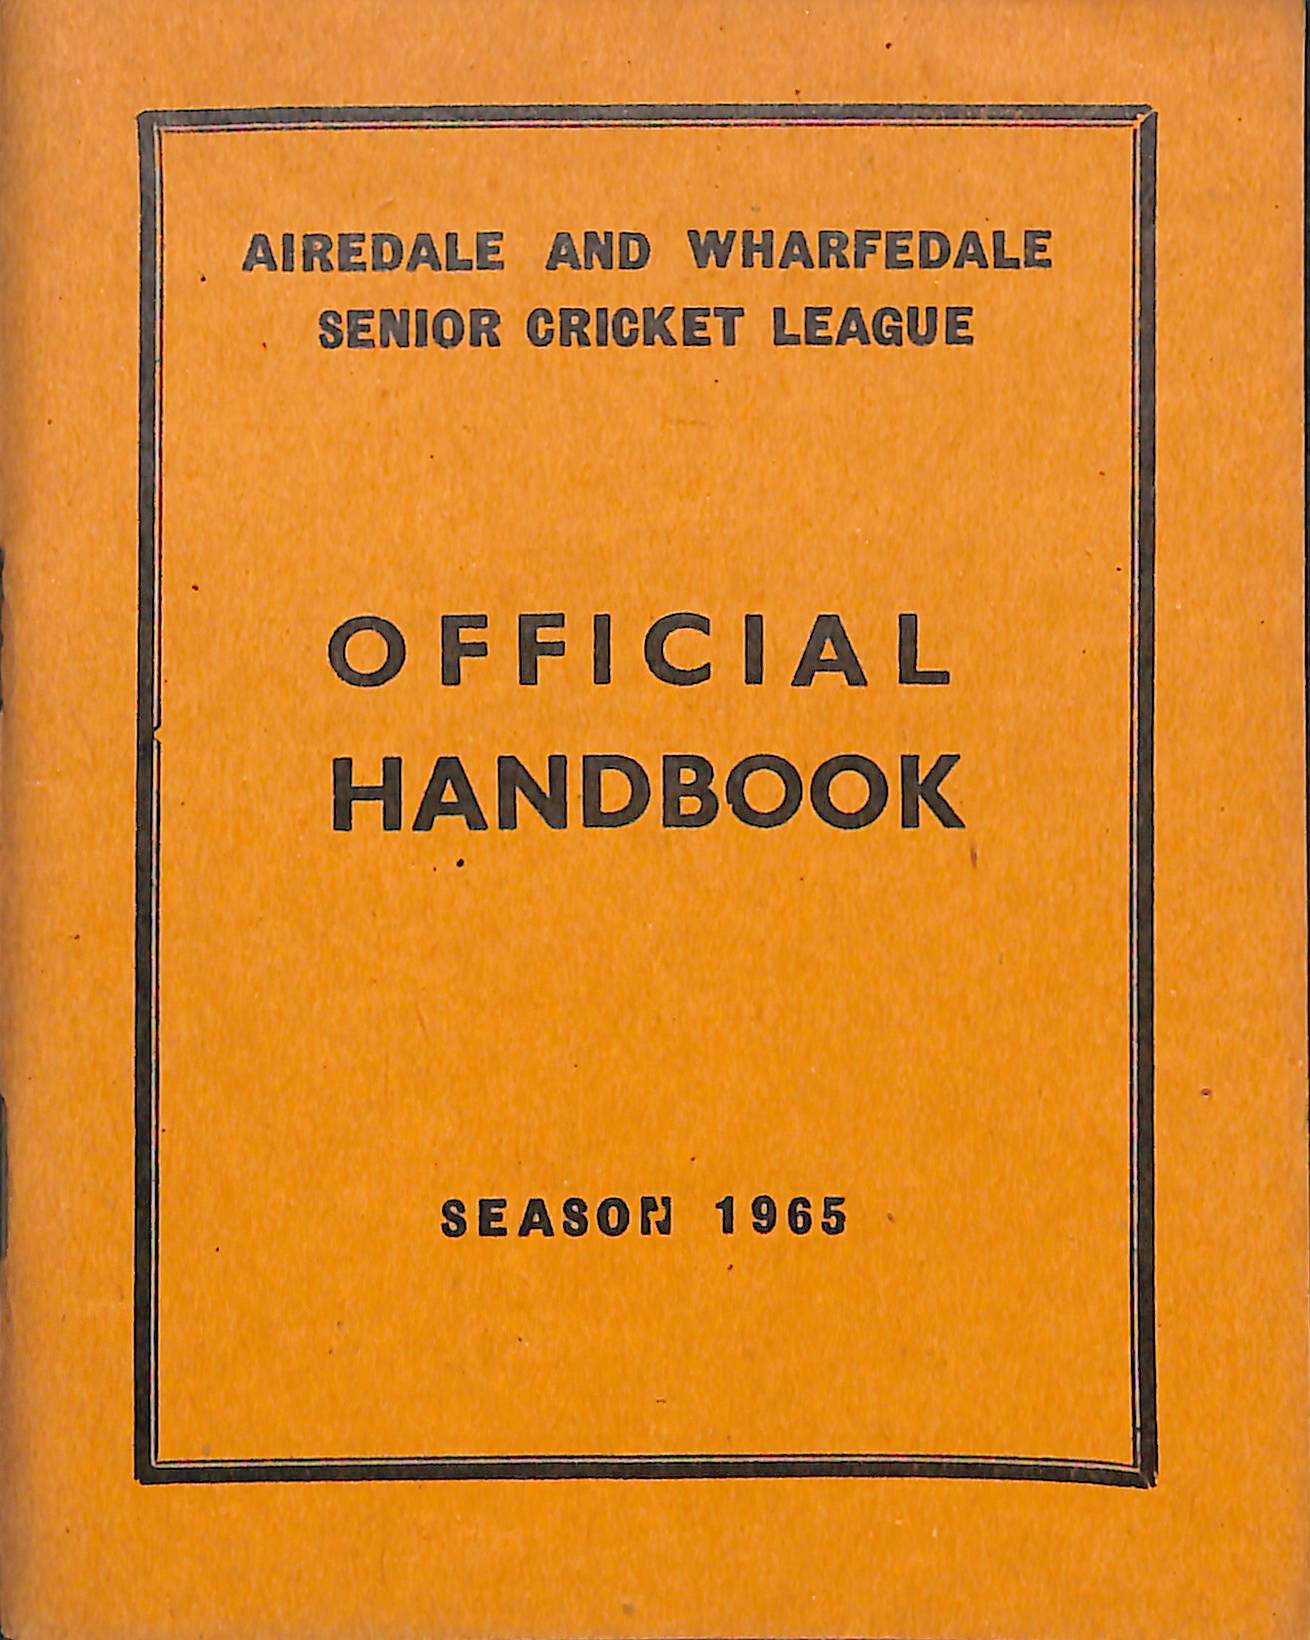 AIREDALE AND WHARFEDALE
SENIOR CRICKET LEAGUE
OFFICIAL
HANDBOOK
SEASON 1965